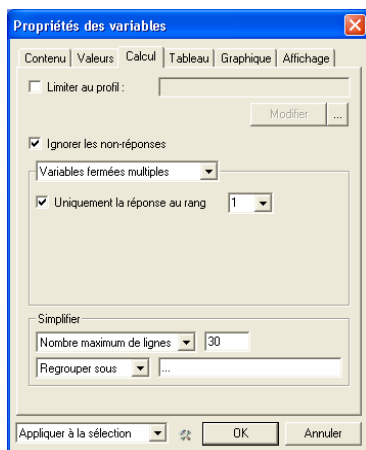 Propriétés des variables
Contenu Valeurs Calcul Tableau Graphique Affichage
Limiter au profil :
Modifier ...
Ignorer les non-réponses
Variables fermées multiples
Uniquement la réponse au rang 1
Simplifier
Nombre maximum de lignes 30
Regrouper sous ...
Appliquer à la sélection OK Annuler